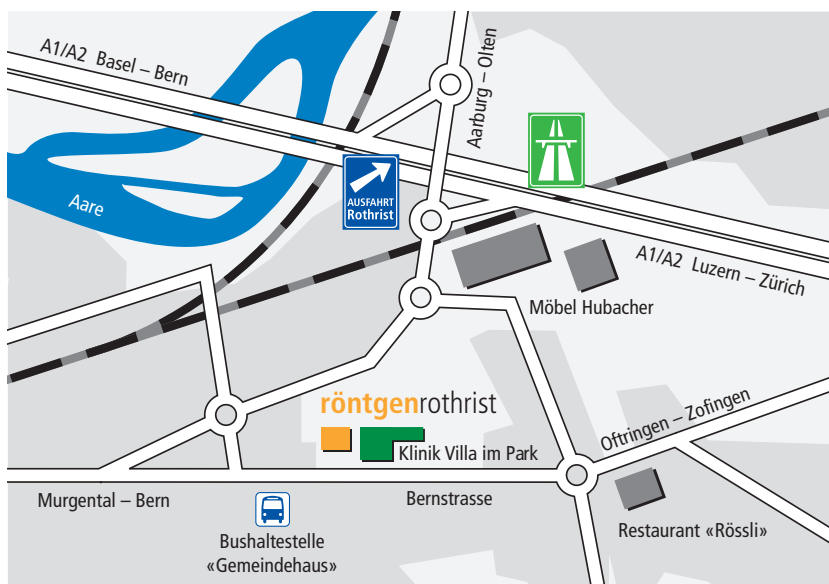 A1/A2 Basel – Bern
Aarburg – Olten
Aare
AUSFAHRT
Rothrist
A1/A2 Luzern – Zürich
Möbel Hubacher
röntgenrothrist
Klinik Villa im Park
Oftringen – Zofingen
Murgental – Bern
Bernstrasse
Bushaltestelle
«Gemeindehaus»
Restaurant «Rössli»